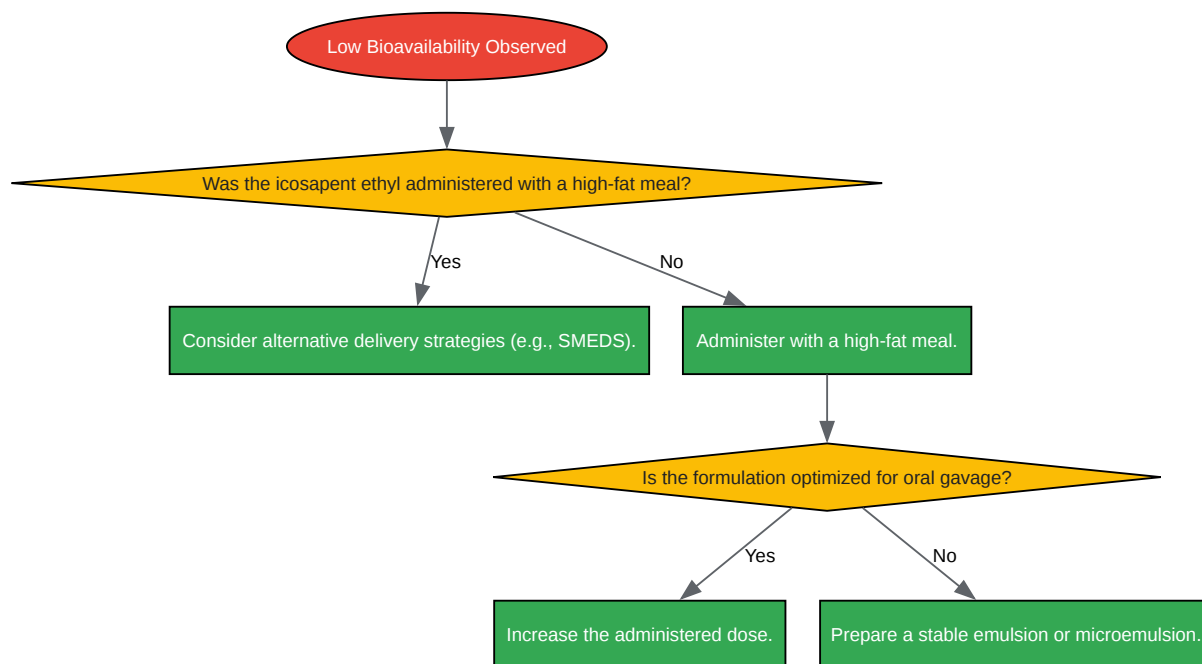 Low Bioavailability Observed
Was the icosapent ethyl administered with a high-fat meal?
Yes
No
Consider alternative delivery strategies (e.g., SMEDS).
Administer with a high-fat meal.
Is the formulation optimized for oral gavage?
Yes
No
Increase the administered dose.
Prepare a stable emulsion or microemulsion.